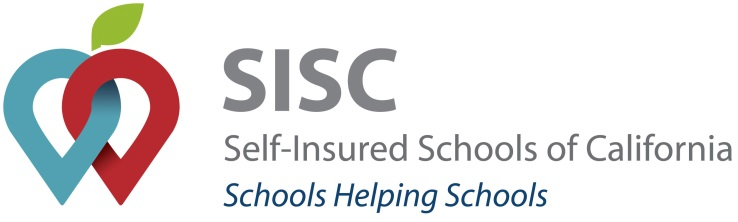 SISC
Self-Insured Schools of California
Schools Helping Schools